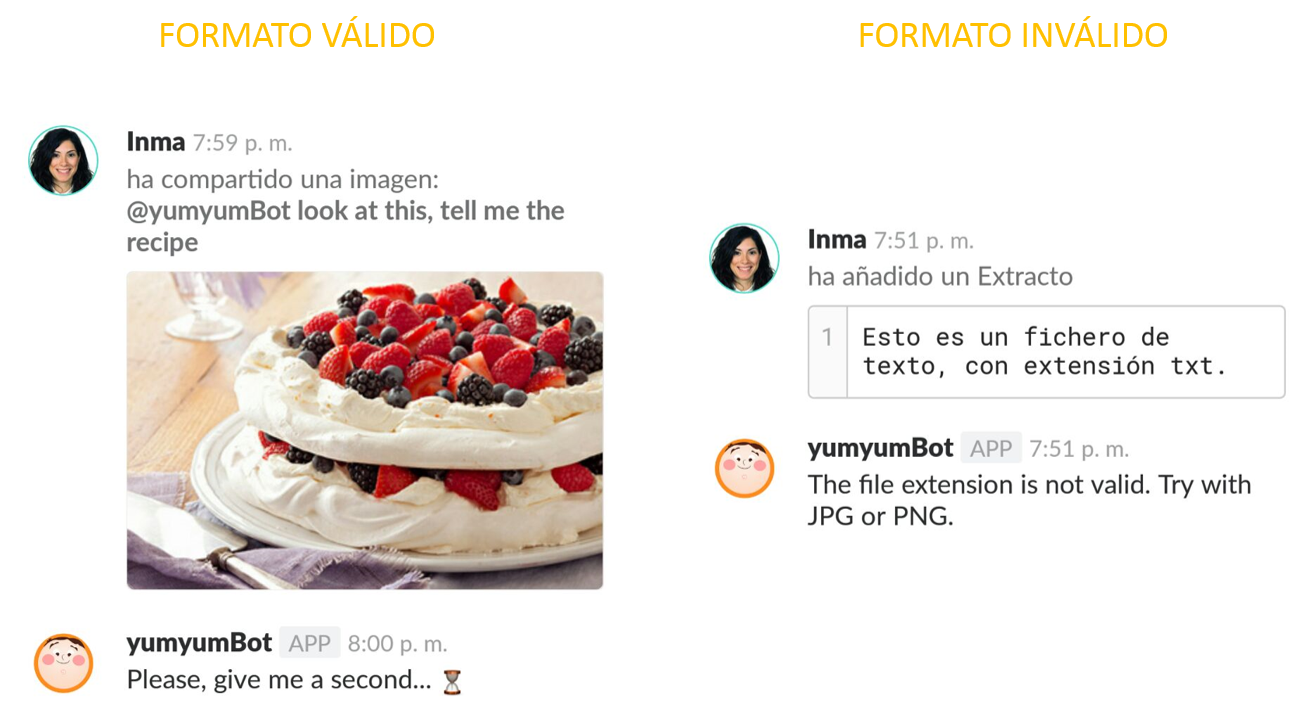 FORMATO VÁLIDO
Inma 7:59 p. m.
ha compartido una imagen:
@yumyumBot look at this, tell me the
recipe
yumyumBot APP 8:00 p. m.
Please, give me a second...
FORMATO INVÁLIDO
Inma 7:51 p. m.
ha añadido un Extracto
1 Esto es un fichero de
texto, con extensión txt.
yumyumBot APP 7:51 p. m.
The file extension is not valid. Try with
JPG or PNG.